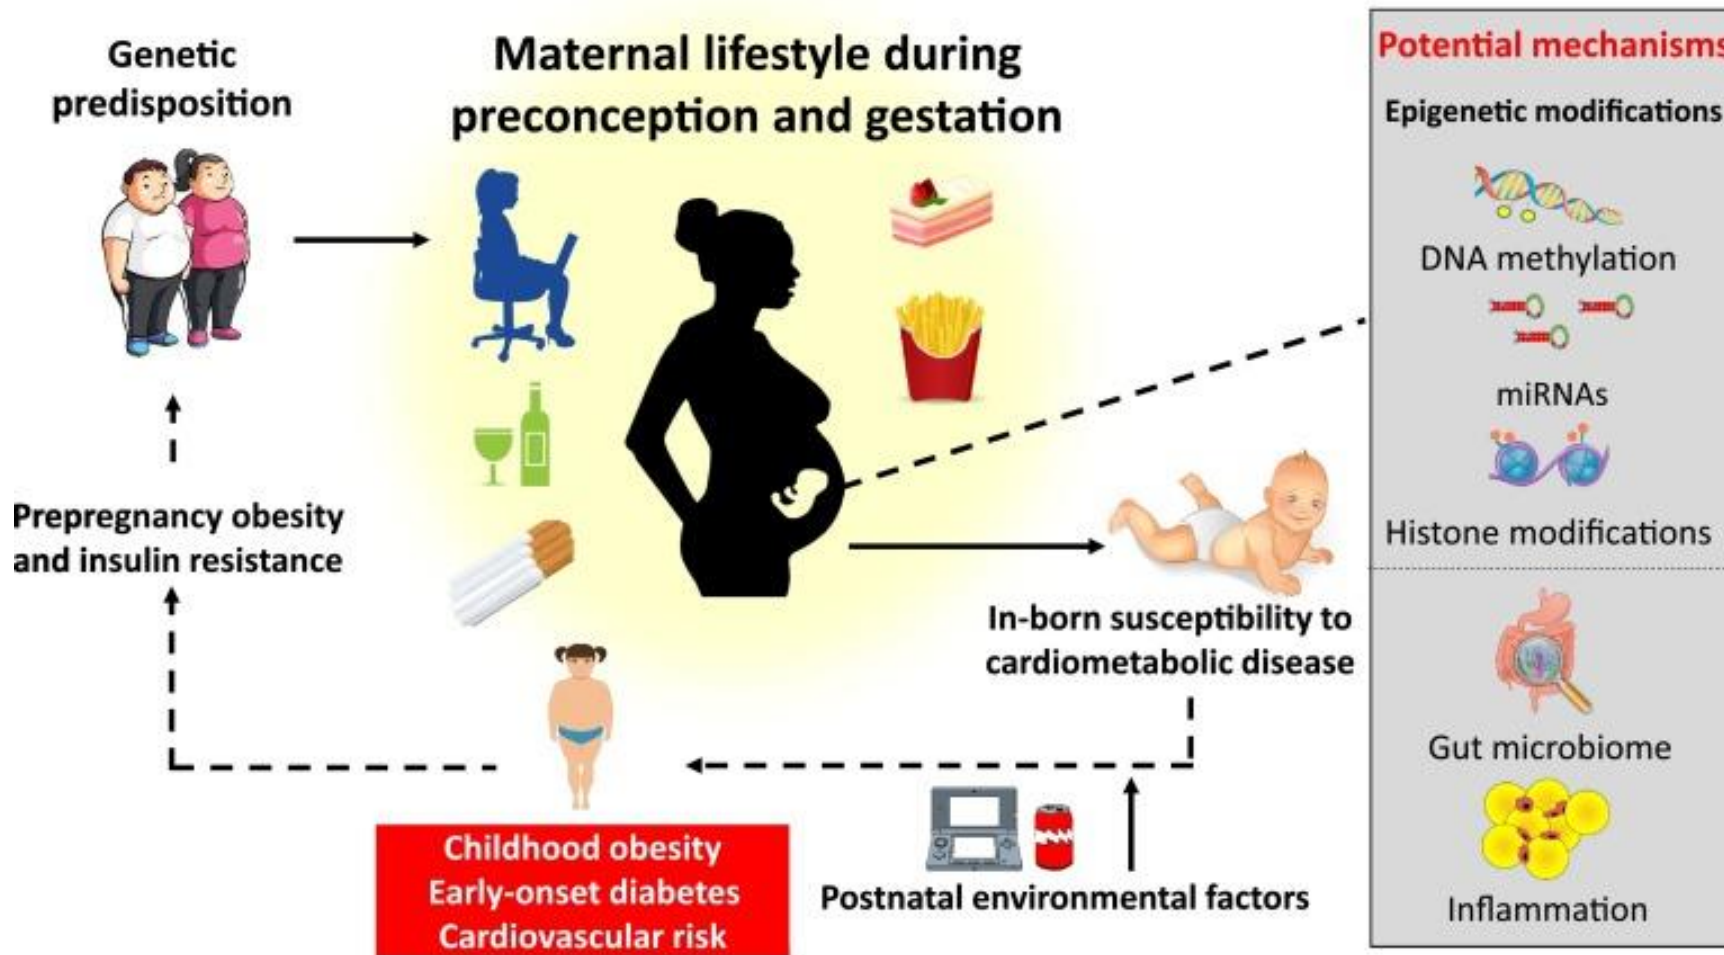 Genetic
predisposition
Maternal lifestyle during
preconception and gestation
Prepregnancy obesity
and insulin resistance
In-born susceptibility to
cardiometabolic disease
Childhood obesity
Early-onset diabetes
Cardiovascular risk
Postnatal environmental factors
Potential mechanisms
Epigenetic modifications
DNA methylation
miRNAs
Histone modifications
Gut microbiome
Inflammation